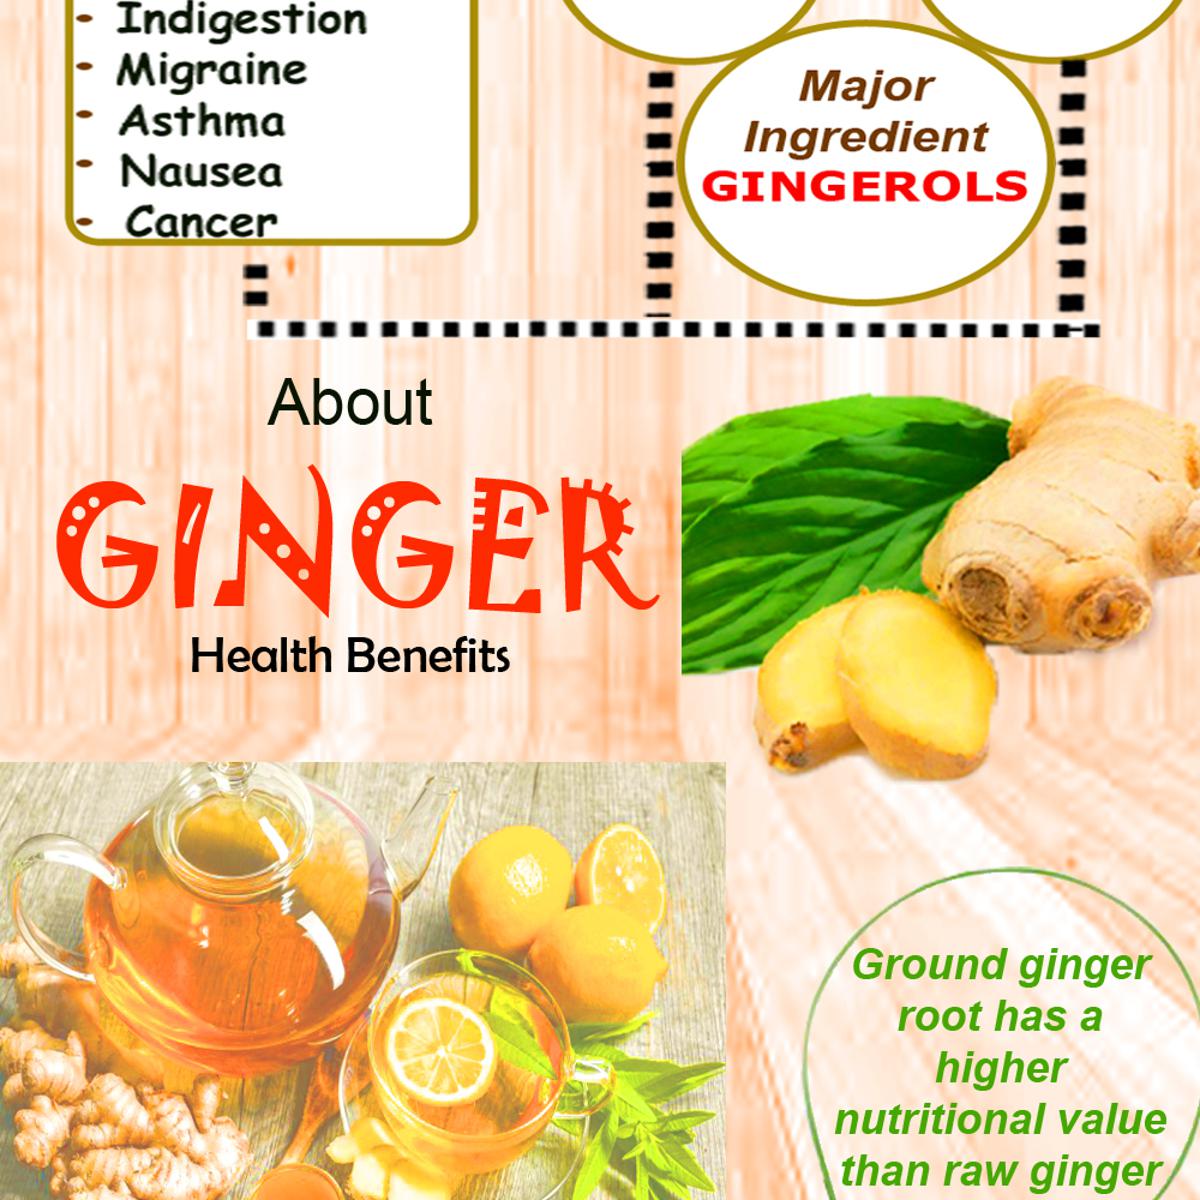 Indigestion
Migraine
Asthma
Nausea
Cancer
Major
Ingredient
GINGEROLS
About
GINGER
Health Benefits
Ground ginger
root has a
higher
nutritional value
than raw ginger